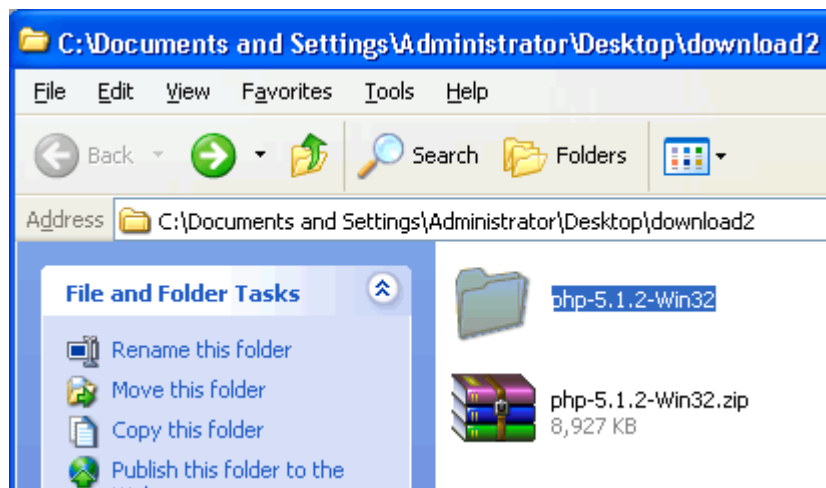 C:\Documents and Settings\Administrator\Desktop\download2
File Edit View Favorites Tools Help
Back Search Folders
Address C:\Documents and Settings\Administrator\Desktop\download2
File and Folder Tasks
Rename this folder
Move this folder
Copy this folder
Publish this folder to the
php-5.1.2-Win32
php-5.1.2-Win32.zip
8,927 KB